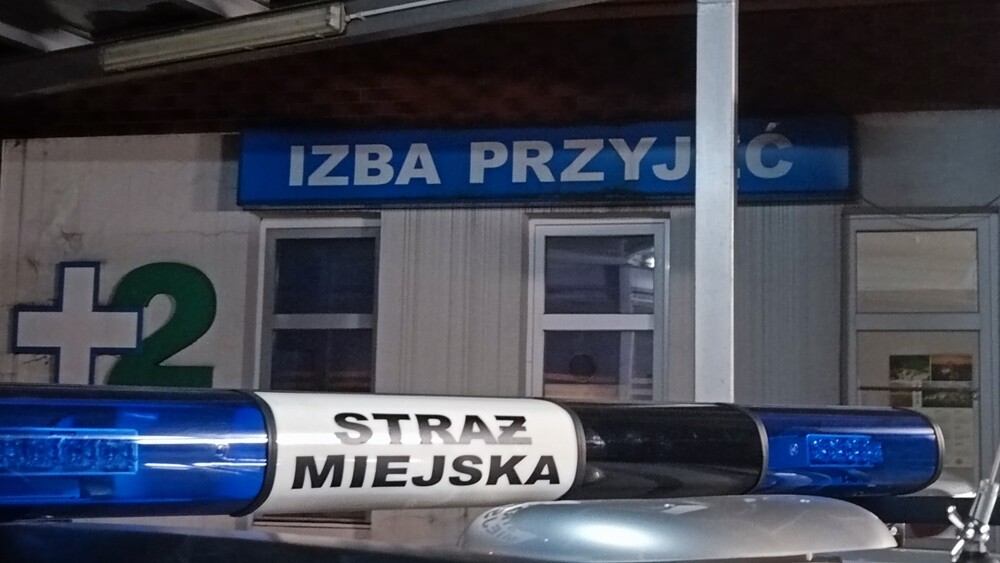 IZBA PRZYJĘĆ
2
STRAŻ
MIEJSKA